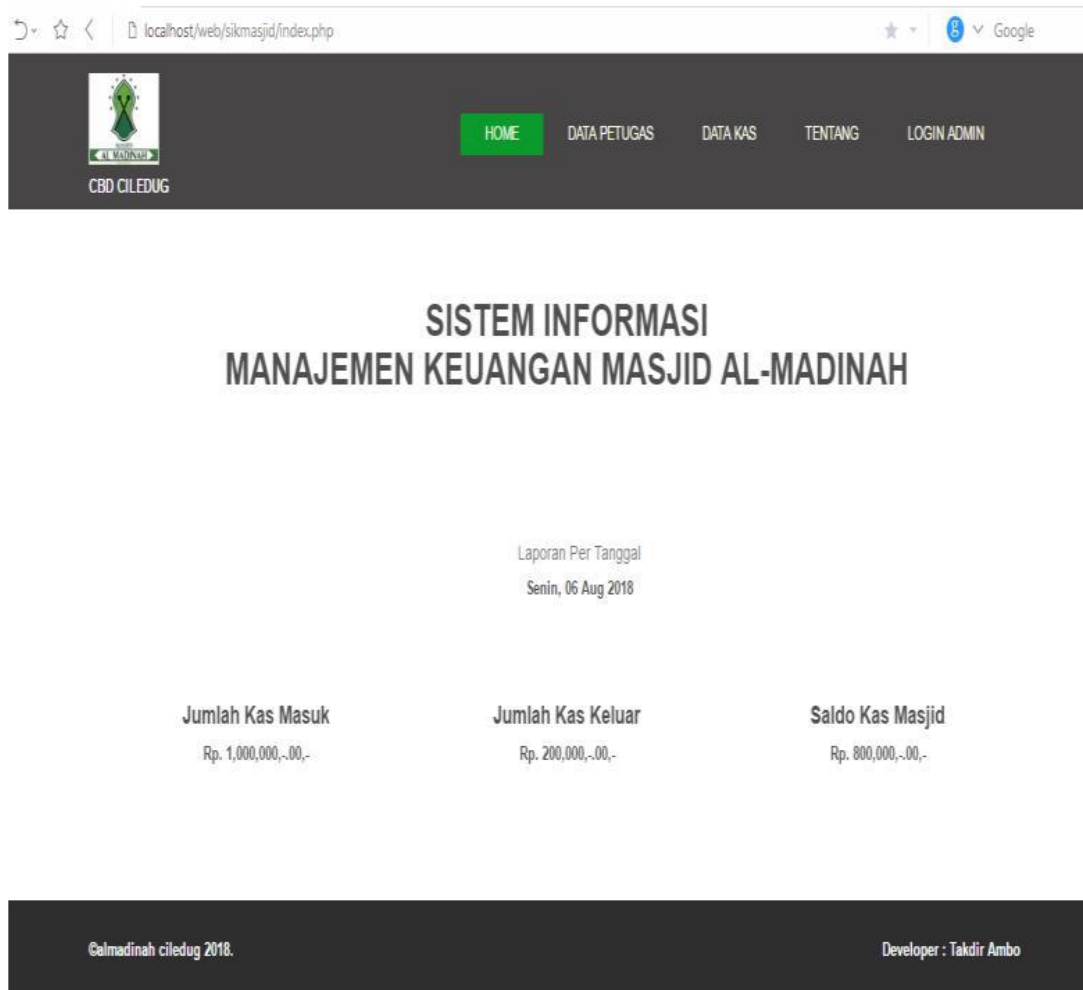 localhost/web/sikmasjid/index.php
Google
AL MADINAH
CBD CILEDUG
HOME
DATA PETUGAS
DATA KAS
TENTANG
LOGIN ADMIN
SISTEM INFORMASI
MANAJEMEN KEUANGAN MASJID AL-MADINAH
Laporan Per Tanggal
Senin, 06 Aug 2018
Jumlah Kas Masuk
Rp. 1,000,000,-.00,-
Jumlah Kas Keluar
Rp. 200,000,-.00,-
Saldo Kas Masjid
Rp. 800,000,-.00,-
©almadinah ciledug 2018.
Developer : Takdir Ambo